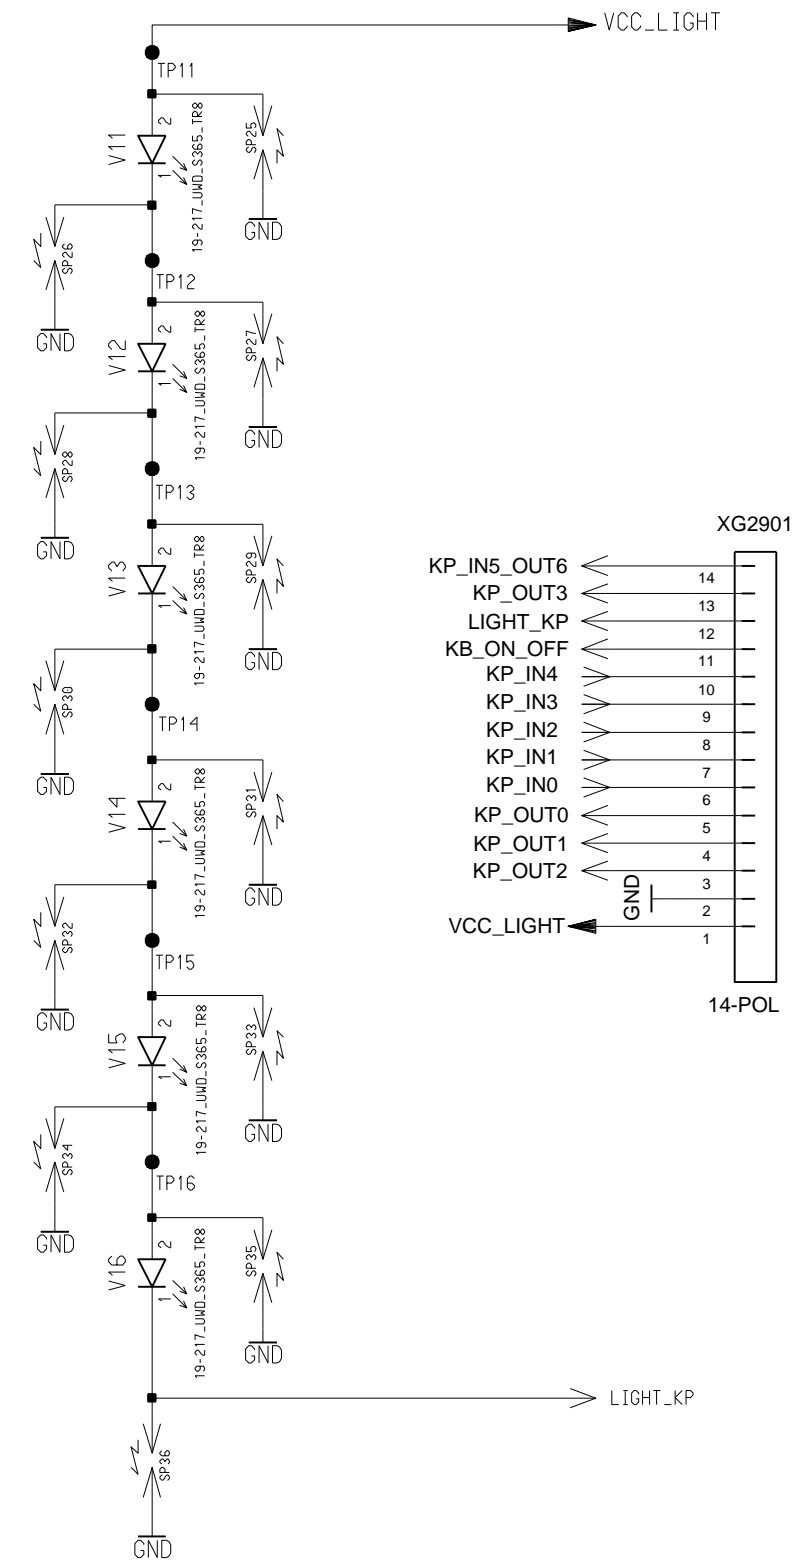 VCC_LIGHT
TP11
V11
2
1
19-217_UWD_S365_TR8
SP25
GND
SP26
GND
TP12
V12
2
1
19-217_UWD_S365_TR8
SP27
GND
SP28
GND
TP13
V13
2
1
19-217_UWD_S365_TR8
SP29
GND
SP30
GND
TP14
V14
2
1
19-217_UWD_S365_TR8
SP31
GND
SP32
GND
TP15
V15
2
1
19-217_UWD_S365_TR8
SP33
GND
SP34
GND
TP16
V16
2
1
19-217_UWD_S365_TR8
SP35
GND
LIGHT_KP
SP36
GND
XG2901
KP_IN5_OUT6 14
KP_OUT3 13
LIGHT_KP 12
KB_ON_OFF 11
KP_IN4 10
KP_IN3 9
KP_IN2 8
KP_IN1 7
KP_IN0 6
KP_OUT0 5
KP_OUT1 4
KP_OUT2 3
GND 2
VCC_LIGHT 1
14-POL